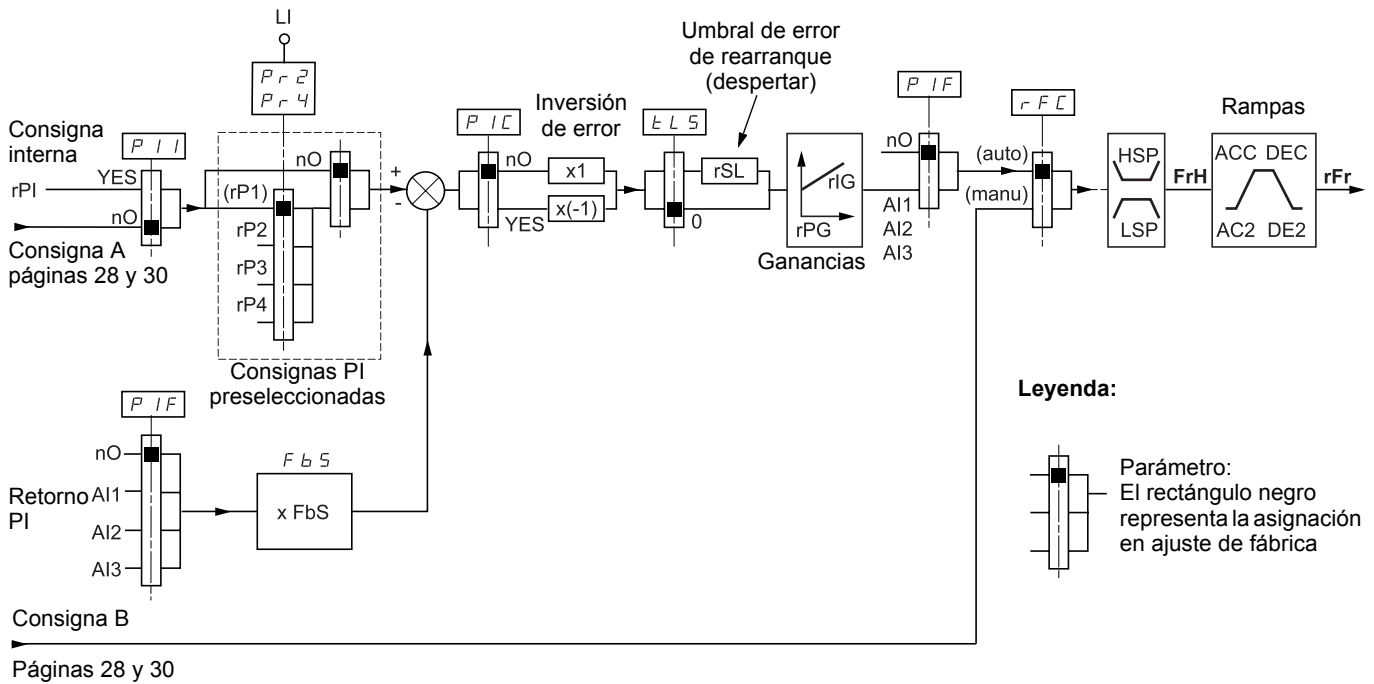 LI
Pr2
Pr4
Umbral de error
de rearranque
(despertar)
Consigna
interna
PII
rPI
YES
nO
Consigna A
páginas 28 y 30
(rP1)
rP2
rP3
rP4
nO
Consignas PI
preseleccionadas
+
-
PIC
Inversión
de error
nO
YES
x1
x(-1)
tLS
rSL
0
rIG
rPG
Ganancias
PIF
nO
AI1
AI2
AI3
rFC
(auto)
(manu)
HSP
LSP
FrH
Rampas
ACC DEC
AC2 DE2
rFr
PIF
Retorno
PI
nO
AI1
AI2
AI3
FbS
x FbS
Leyenda:
Parámetro:
El rectángulo negro
representa la asignación
en ajuste de fábrica
Consigna B
Páginas 28 y 30